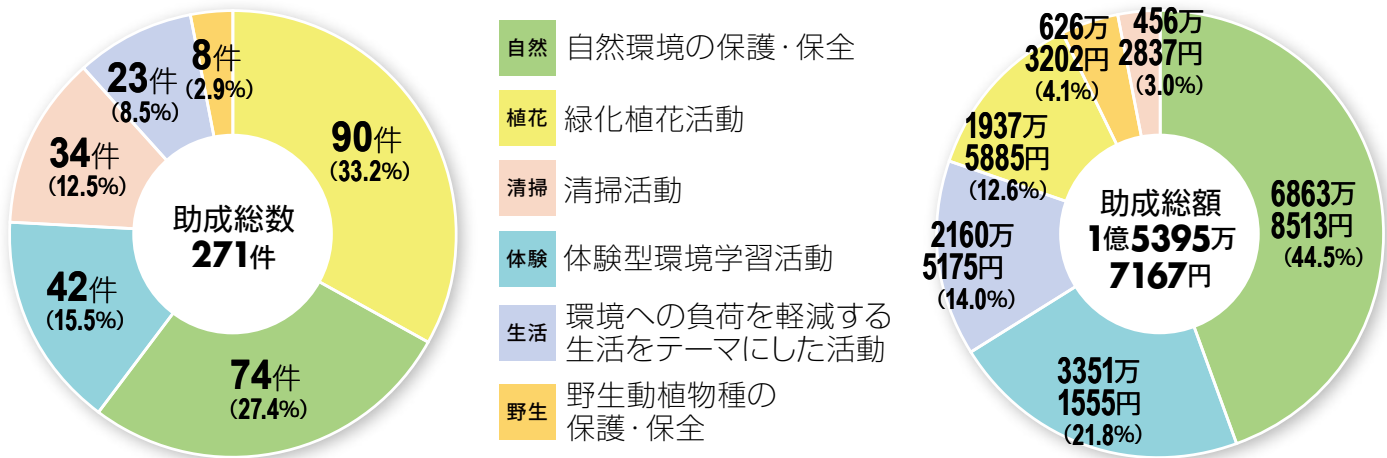 8件
(2.9%)
23件
(8.5%)
90件
(33.2%)
34件
(12.5%)
助成総数
271件
42件
(15.5%)
74件
(27.4%)
自然 自然環境の保護・保全
植花 緑化植花活動
清掃 清掃活動
体験 体験型環境学習活動
生活 環境への負荷を軽減する
生活をテーマにした活動
野生 野生動植物種の
保護・保全
626万
3202円
(4.1%)
456万
2837円
(3.0%)
1937万
5885円
(12.6%)
6863万
8513円
(44.5%)
助成総額
1億5395万
7167円
2160万
5175円
(14.0%)
3351万
1555円
(21.8%)